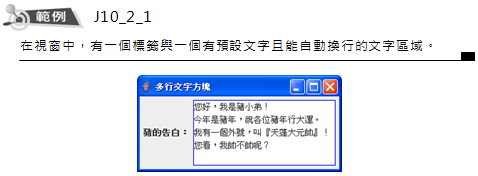 範例 J10_2_1
在視窗中，有一個標籤與一個有預設文字且能自動換行的文字區域。
多行文字方塊
豬的告白：
您好，我是豬小弟！
今年是豬年，祝各位豬年行大運。
我有一個外號，叫『天蓬大元帥』！
您看，我帥不帥呢？